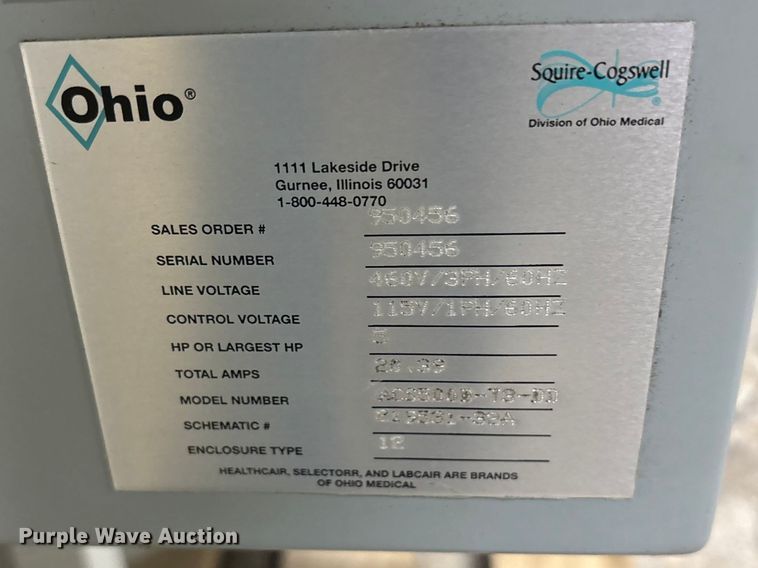 Ohio®
Squire-Cogswell
®
Division of Ohio Medical
1111 Lakeside Drive
Gurnee, Illinois 60031
1-800-448-0770
SALES ORDER # 950456
SERIAL NUMBER 950456
LINE VOLTAGE 460V/3PH/60HZ
CONTROL VOLTAGE 115V/1PH/60HZ
HP OR LARGEST HP 5
TOTAL AMPS
MODEL NUMBER
SCHEMATIC #
ENCLOSURE TYPE 12
HEALTHCAIR, SELECTORR, AND LABCAIR ARE BRANDS
OF OHIO MEDICAL
Purple Wave Auction